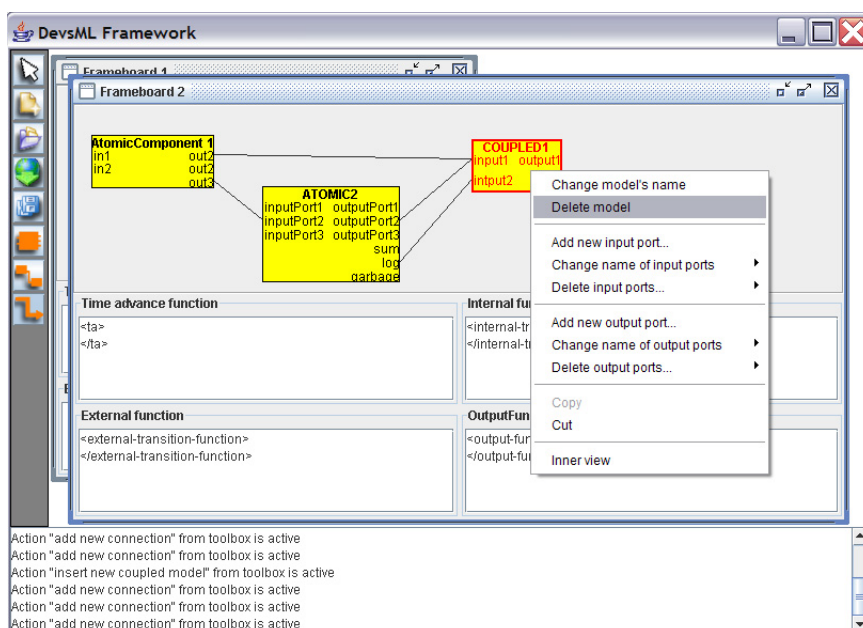 DevsML Framework
Frameboard 1
Frameboard 2
AtomicComponent 1
in1 out2
in2 out2
out3
ATOMIC2
inputPort1 outputPort1
inputPort2 outputPort2
inputPort3 outputPort3
sum
log
garbage
COUPLED1
input1 output1
intput2
Change model's name
Delete model
Add new input port...
Change name of input ports
Delete input ports...
Add new output port...
Change name of output ports
Delete output ports...
Copy
Cut
Inner view
Time advance function
<ta>
</ta>
Internal fu
<internal-tr
</internal-t
External function
<external-transition-function>
</external-transition-function>
OutputFun
<output-fur
</output-fu
Action "add new connection" from toolbox is active
Action "add new connection" from toolbox is active
Action "insert new coupled model" from toolbox is active
Action "add new connection" from toolbox is active
Action "add new connection" from toolbox is active
Action "add new connection" from toolbox is active